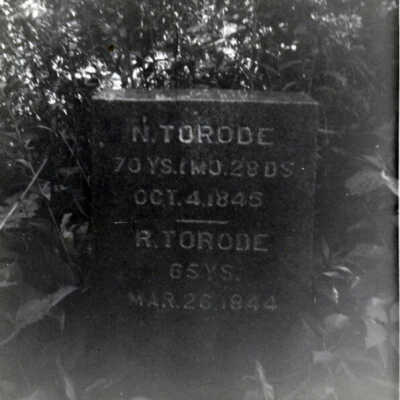 N. TORODE
70 YS. 1 MO. 28 DS
OCT. 4, 1845
R. TORODE
65 YS.
MAR. 26, 1844